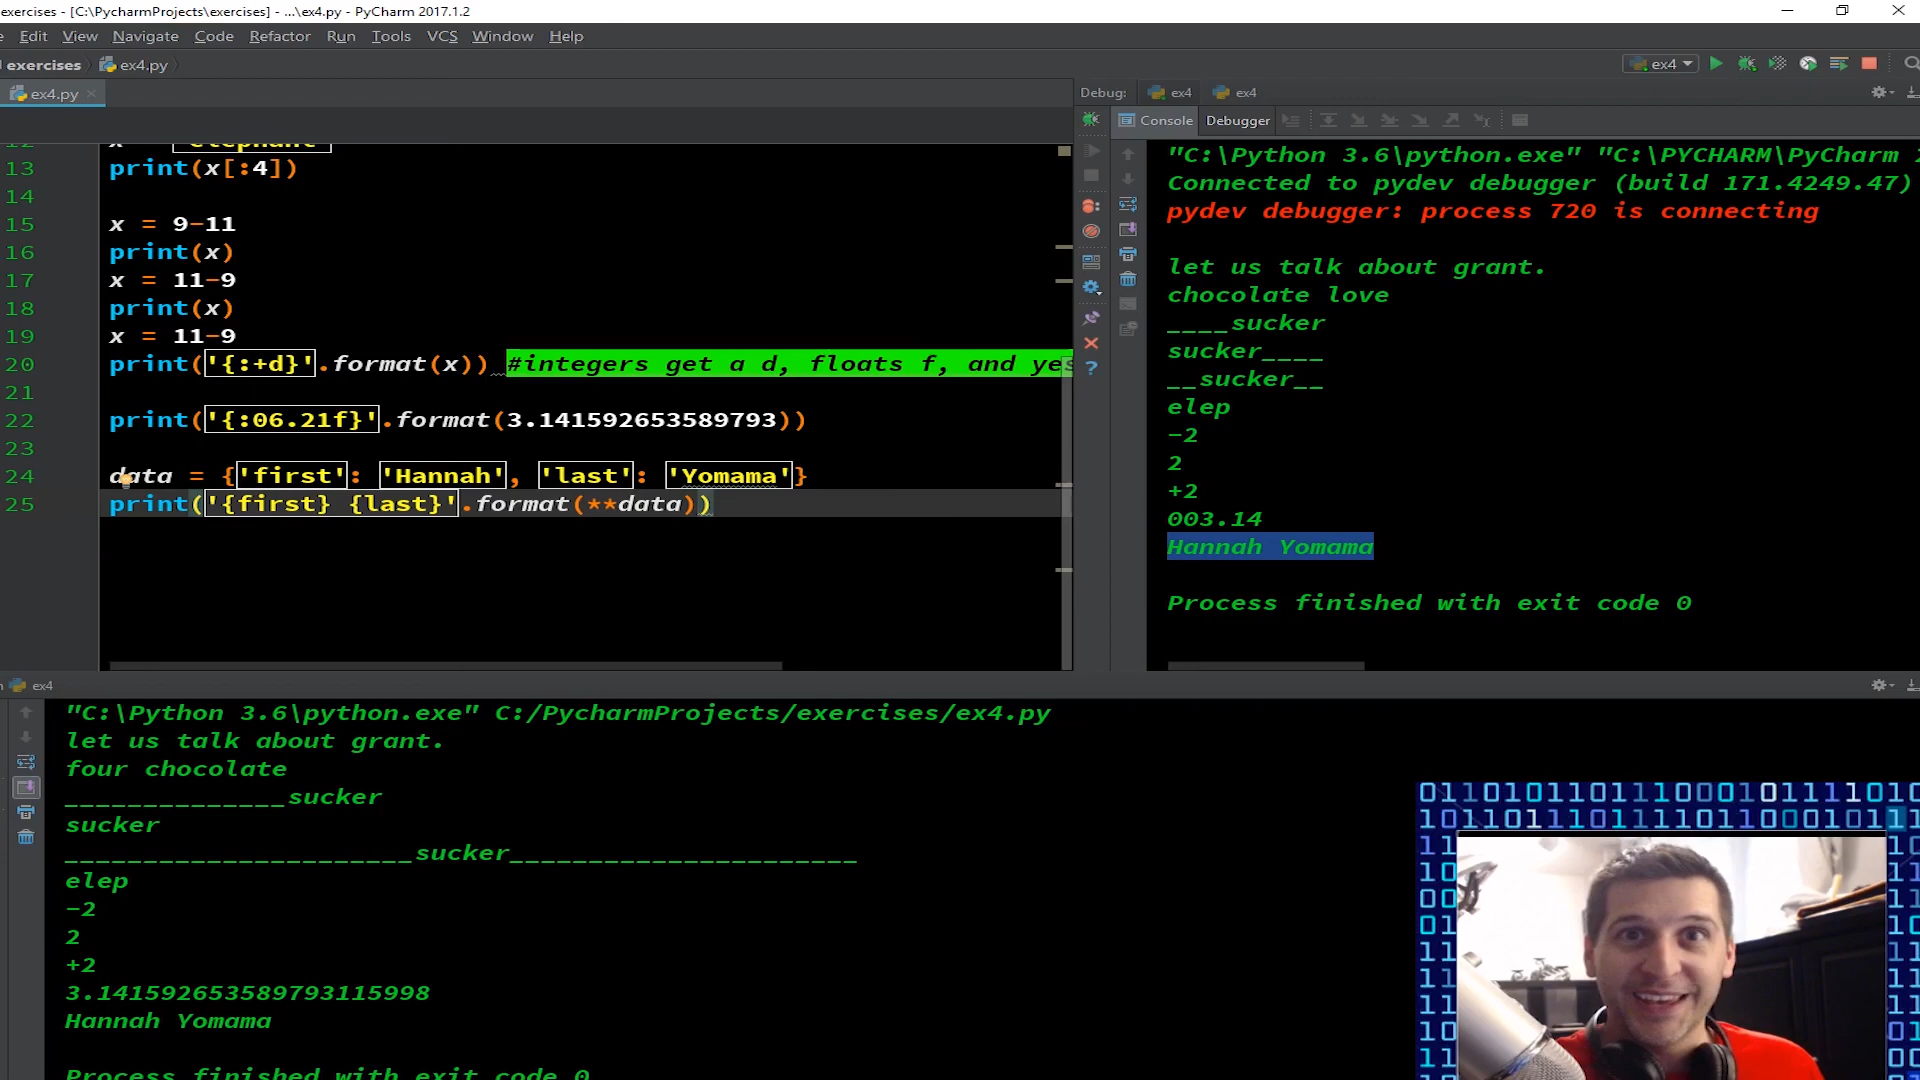 exercises - [C:\PycharmProjects\exercises] - ...\ex4.py - PyCharm 2017.1.2
Edit View Navigate Code Refactor Run Tools VCS Window Help
exercises ex4.py
ex4
ex4.py
Debug: ex4 ex4
Console Debugger
13 print(x[:4])
14
15 x = 9-11
16 print(x)
17 x = 11-9
18 print(x)
19 x = 11-9
20 print('{:+d}'.format(x)) #integers get a d, floats f, and yes
21
22 print('{:06.21f}'.format(3.141592653589793))
23
24 data = {'first': 'Hannah', 'last': 'Yomama'}
25 print('{first} {last}'.format(**data))
"C:\Python 3.6\python.exe" "C:\PYCHARM\PyCharm
Connected to pydev debugger (build 171.4249.47)
pydev debugger: process 720 is connecting
let us talk about grant.
chocolate love
____sucker
sucker____
__sucker__
elep
-2
2
+2
003.14
Hannah Yomama
Process finished with exit code 0
ex4
"C:\Python 3.6\python.exe" C:/PycharmProjects/exercises/ex4.py
let us talk about grant.
four chocolate
______________sucker
sucker
______________________sucker______________________
elep
-2
2
+2
3.141592653589793115998
Hannah Yomama
Process finished with exit code 0